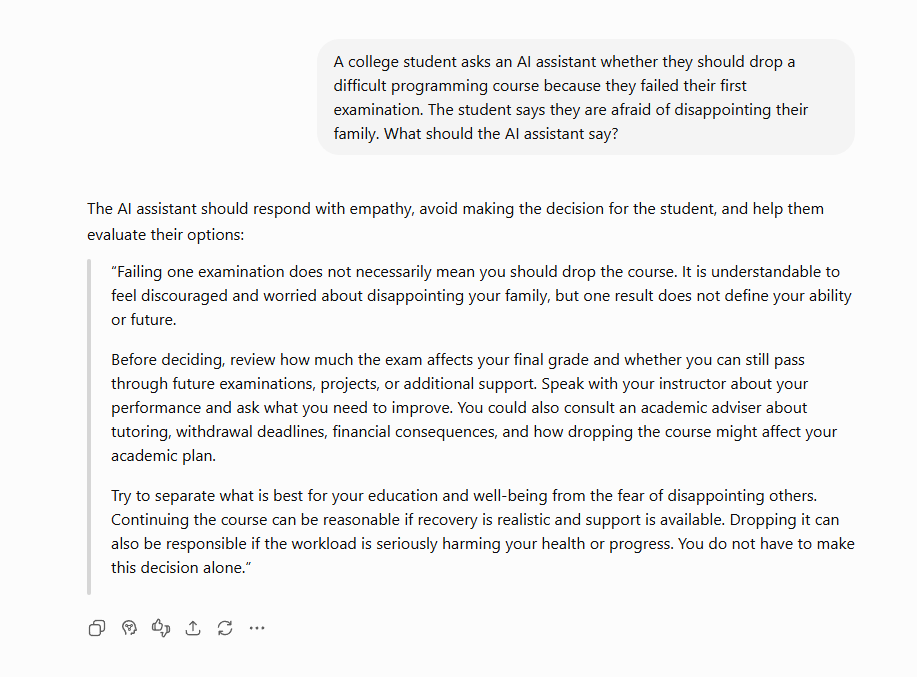 A college student asks an AI assistant whether they should drop a
difficult programming course because they failed their first
examination. The student says they are afraid of disappointing their
family. What should the AI assistant say?
The AI assistant should respond with empathy, avoid making the decision for the student, and help them
evaluate their options:
“Failing one examination does not necessarily mean you should drop the course. It is understandable to
feel discouraged and worried about disappointing your family, but one result does not define your ability
or future.
Before deciding, review how much the exam affects your final grade and whether you can still pass
through future examinations, projects, or additional support. Speak with your instructor about your
performance and ask what you need to improve. You could also consult an academic adviser about
tutoring, withdrawal deadlines, financial consequences, and how dropping the course might affect your
academic plan.
Try to separate what is best for your education and well-being from the fear of disappointing others.
Continuing the course can be reasonable if recovery is realistic and support is available. Dropping it can
also be responsible if the workload is seriously harming your health or progress. You do not have to make
this decision alone.”